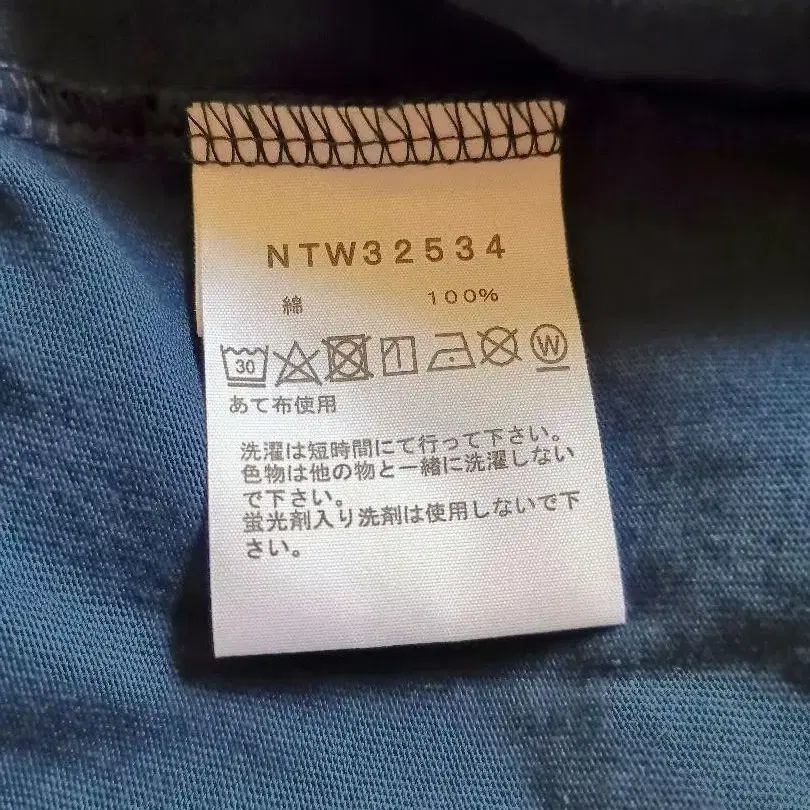 NTW32534
綿 100%
30 W
あて布使用
洗濯は短時間にて行って下さい。
色物は他の物と一緒に洗濯しない
で下さい。
蛍光剤入り洗剤は使用しないで下
さい。